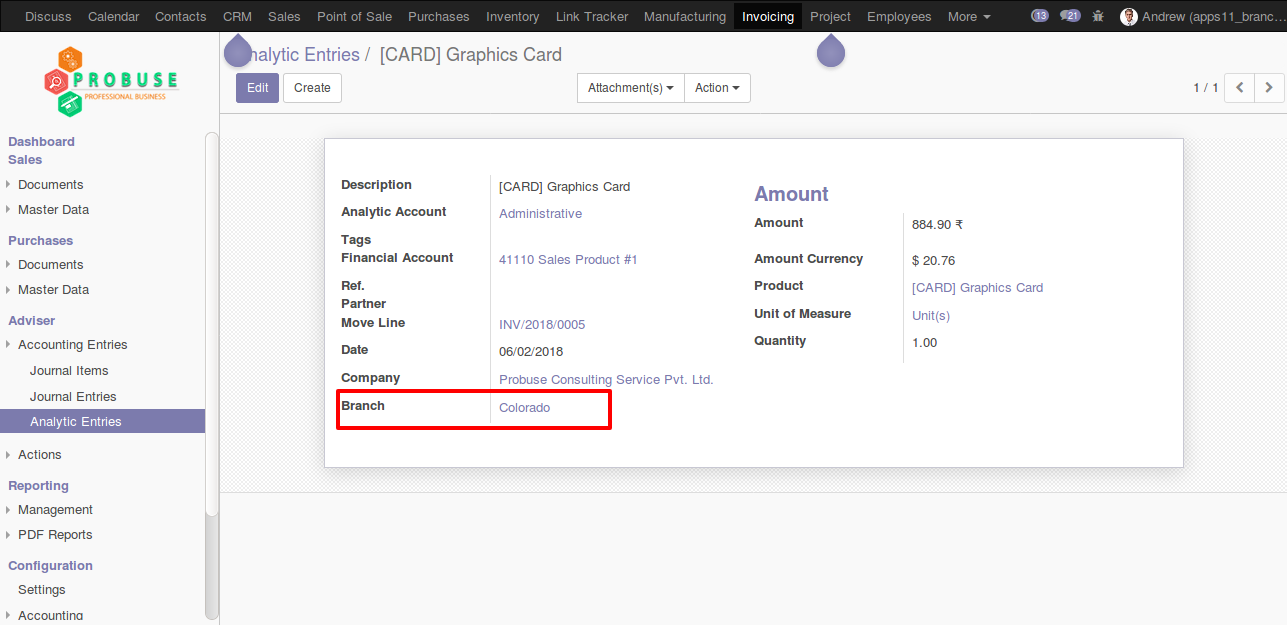 Discuss Calendar Contacts CRM Sales Point of Sale Purchases Inventory Link Tracker Manufacturing Invoicing Project Employees More 13 21 Andrew (apps11_branc...
PROBUSE
PROFESSIONAL BUSINESS
Dashboard
Sales
Documents
Master Data
Purchases
Documents
Master Data
Adviser
Accounting Entries
Journal Items
Journal Entries
Analytic Entries
Actions
Reporting
Management
PDF Reports
Configuration
Settings
Accounting
Analytic Entries / [CARD] Graphics Card
Edit Create Attachment(s) Action 1 / 1
Description [CARD] Graphics Card
Analytic Account Administrative
Tags
Financial Account 41110 Sales Product #1
Ref.
Partner
Move Line INV/2018/0005
Date 06/02/2018
Company Probuse Consulting Service Pvt. Ltd.
Branch Colorado
Amount
Amount 884.90 ₹
Amount Currency $ 20.76
Product [CARD] Graphics Card
Unit of Measure Unit(s)
Quantity 1.00